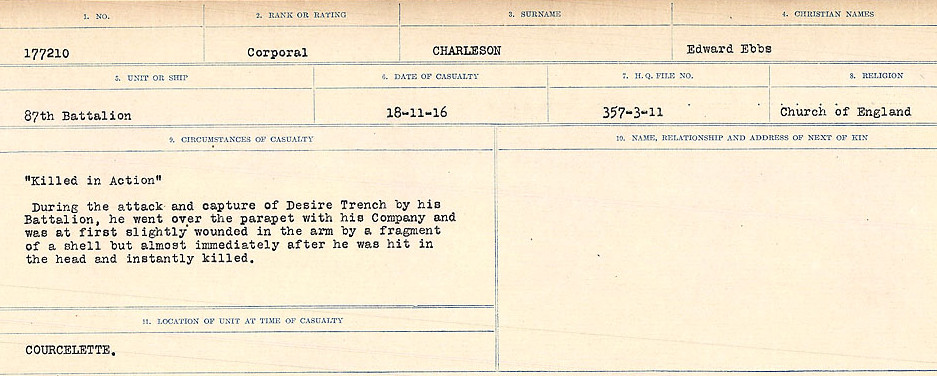 1. NO. 2. RANK OR RATING 3. SURNAME 4. CHRISTIAN NAMES
177210 Corporal CHARLESON Edward Ebbs
5. UNIT OR SHIP 6. DATE OF CASUALTY 7. H. Q. FILE NO. 8. RELIGION
87th Battalion 18-11-16 357-3-11 Church of England
9. CIRCUMSTANCES OF CASUALTY 10. NAME, RELATIONSHIP AND ADDRESS OF NEXT OF KIN
"Killed in Action"
During the attack and capture of Desire Trench by his
Battalion, he went over the parapet with his Company and
was at first slightly wounded in the arm by a fragment
of a shell but almost immediately after he was hit in
the head and instantly killed.
11. LOCATION OF UNIT AT TIME OF CASUALTY
COURCELETTE.